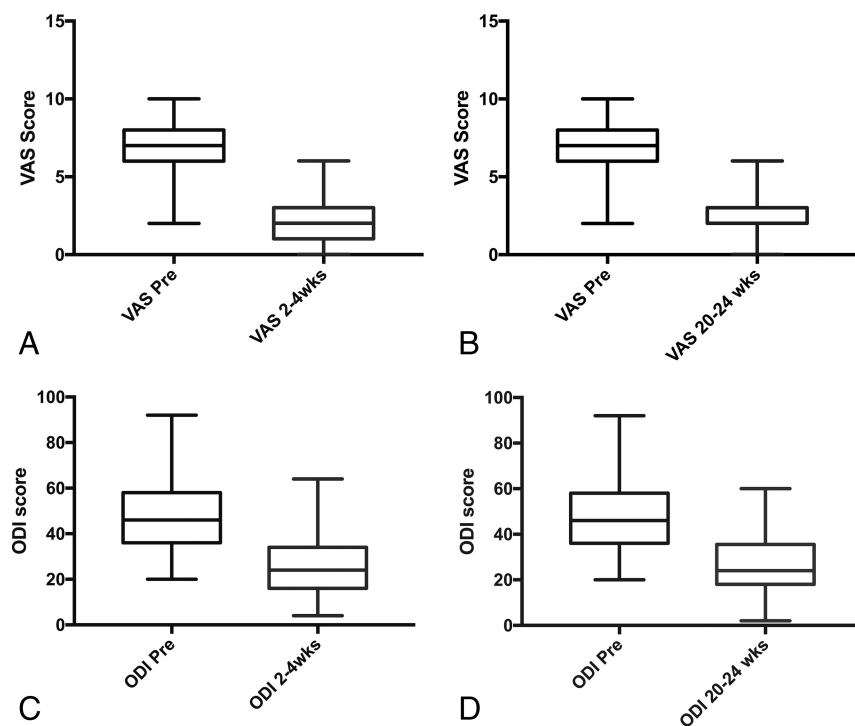 15
10
5
0
VAS Score
VAS Pre
VAS 2-4wks
A
15
10
5
0
VAS Score
VAS Pre
VAS 20-24 wks
B
100
80
60
40
20
0
ODI score
ODI Pre
ODI 2-4wks
C
100
80
60
40
20
0
ODI score
ODI Pre
ODI 20-24 wks
D